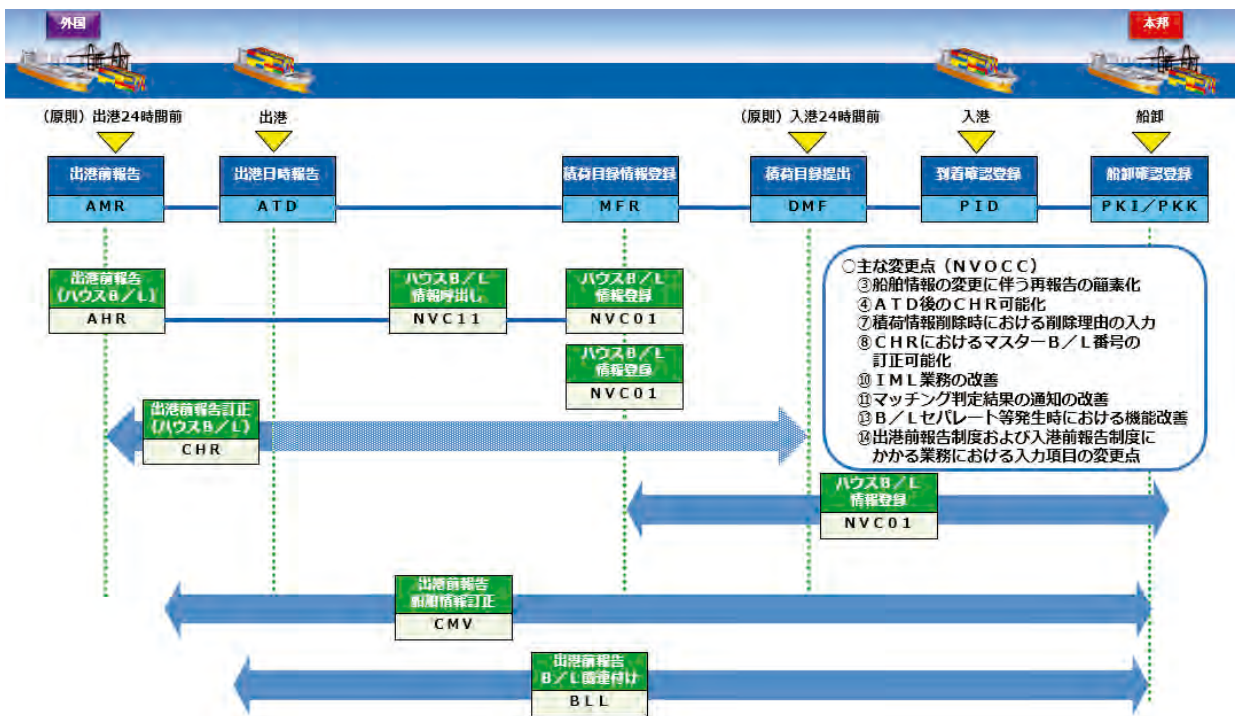 外国
本邦
(原則)出港24時間前
出港
(原則)入港24時間前
入港
船卸
出港前報告
AMR
出港日時報告
ATD
積荷目録情報登録
MFR
積荷目録提出
DMF
到着確認登録
PID
船卸確認登録
PKI/PKK
出港前報告
(ハウスB/L)
AHR
ハウスB/L
情報呼出し
NVC11
ハウスB/L
情報登録
NVC01
ハウスB/L
情報登録
NVC01
○主な変更点(NVOCC)
③船舶情報の変更に伴う再報告の簡素化
④ATD後のCHR可能化
⑦積荷情報削除時における削除理由の入力
⑧CHRにおけるマスターB/L番号の
訂正可能化
⑩IML業務の改善
⑪マッチング判定結果の通知の改善
⑬B/Lセパレート等発生時における機能改善
⑭出港前報告制度および入港前報告制度に
かかる業務における入力項目の変更点
出港前報告訂正
(ハウスB/L)
CHR
ハウスB/L
情報登録
NVC01
出港前報告
船舶情報訂正
CMV
出港前報告
B/L関連付け
BLL